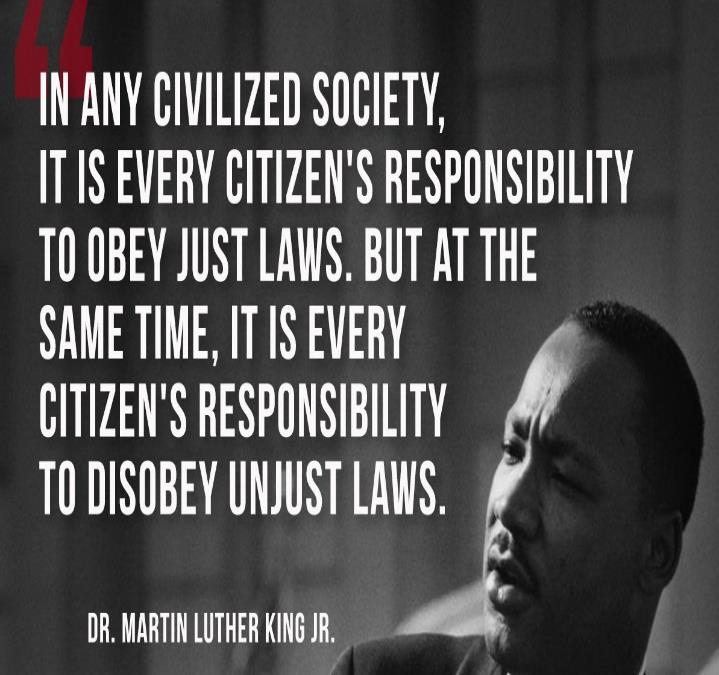 “
IN ANY CIVILIZED SOCIETY,
IT IS EVERY CITIZEN'S RESPONSIBILITY
TO OBEY JUST LAWS. BUT AT THE
SAME TIME, IT IS EVERY
CITIZEN'S RESPONSIBILITY
TO DISOBEY UNJUST LAWS.
DR. MARTIN LUTHER KING JR.